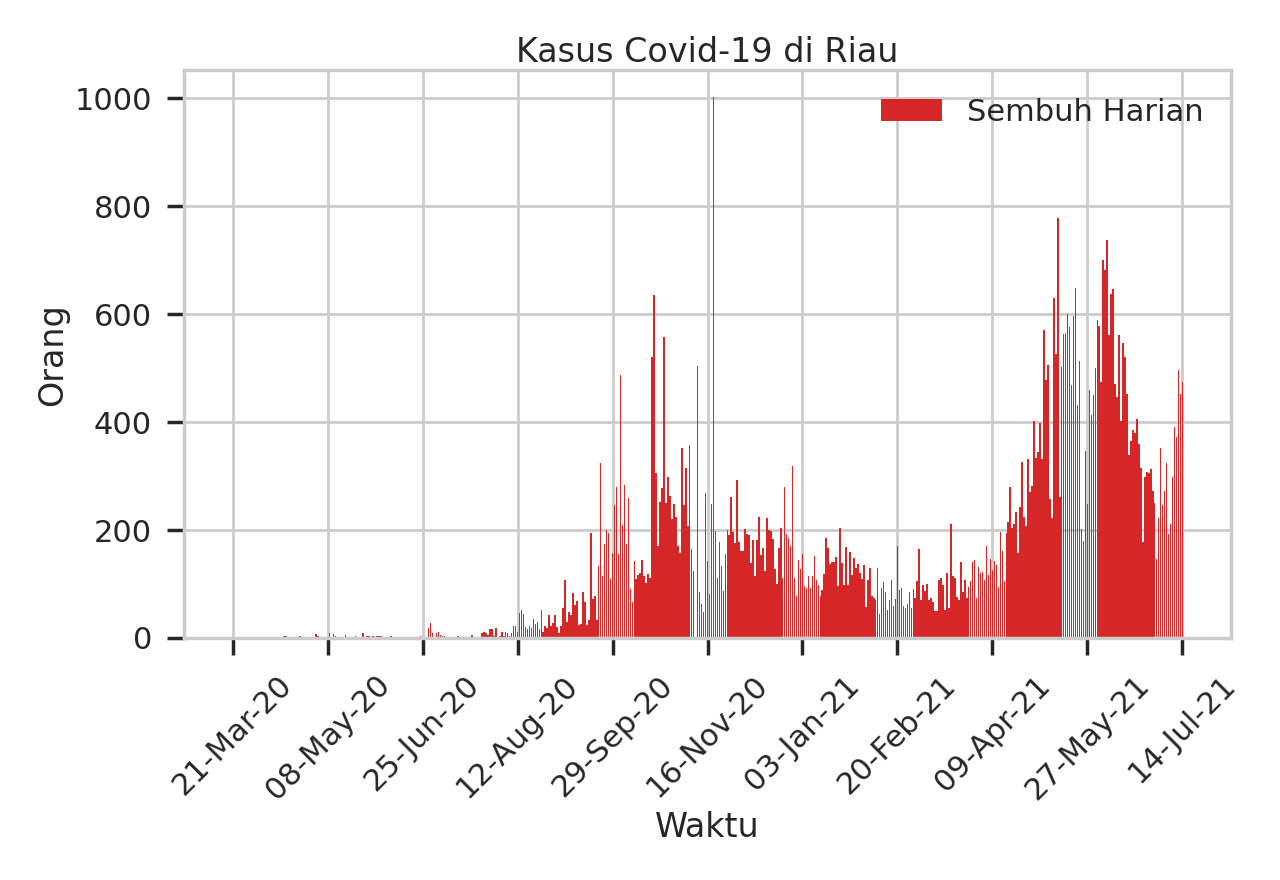 Kasus Covid-19 di Riau
Sembuh Harian
Orang
1000
800
600
400
200
0
21-Mar-20
08-May-20
25-Jun-20
12-Aug-20
29-Sep-20
16-Nov-20
03-Jan-21
20-Feb-21
09-Apr-21
27-May-21
14-Jul-21
Waktu